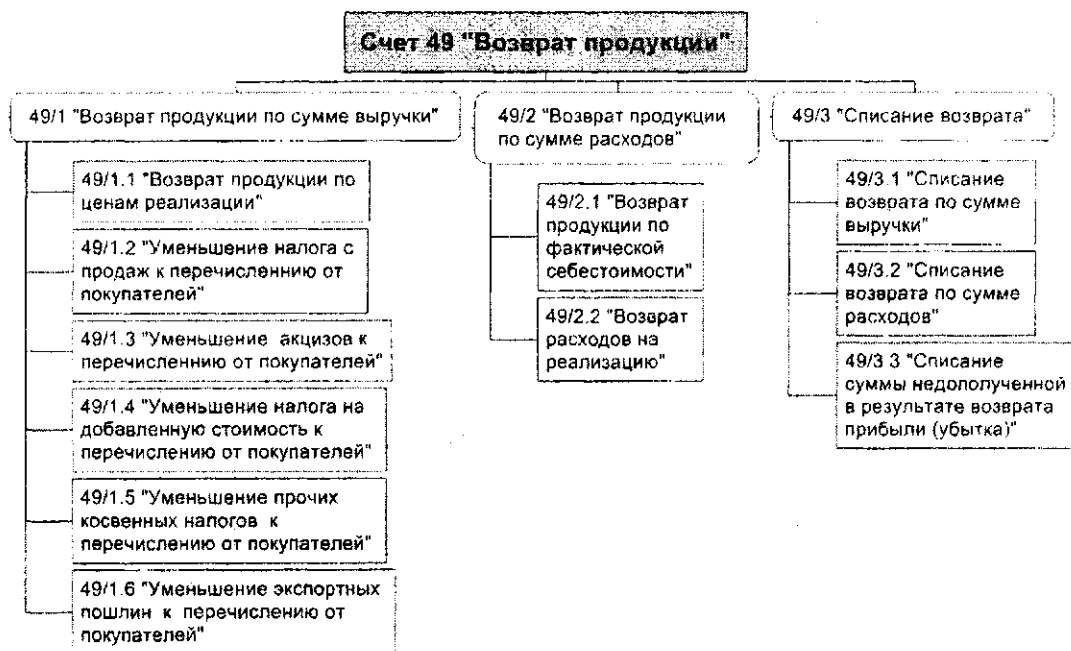 Счет 49 "Возврат продукции"
49/1 "Возврат продукции по сумме выручки"
49/1.1 "Возврат продукции по
ценам реализации"
49/1.2 "Уменьшение налога с
продаж к перечислennию от
покупателей"
49/1.3 "Уменьшение акцизов к
перечисленнию от покупателей"
49/1.4 "Уменьшение налога на
добавленную стоимость к
перечислению от покупателей"
49/1.5 "Уменьшение прочих
косвенных налогов к
перечислению от покупателей"
49/1.6 "Уменьшение экспортных
пошлин к перечислению от
покупателей"
49/2 "Возврат продукции
по сумме расходов"
49/2.1 "Возврат
продукции по
фактической
себестоимости"
49/2.2 "Возврат
расходов на
реализацию"
49/3 "Списание возврата"
49/3.1 "Списание
возврата по сумме
выручки"
49/3.2 "Списание
возврата по сумме
расходов"
49/3 3 "Списание
суммы недополученной
в результате возврата
прибыли (убытка)"